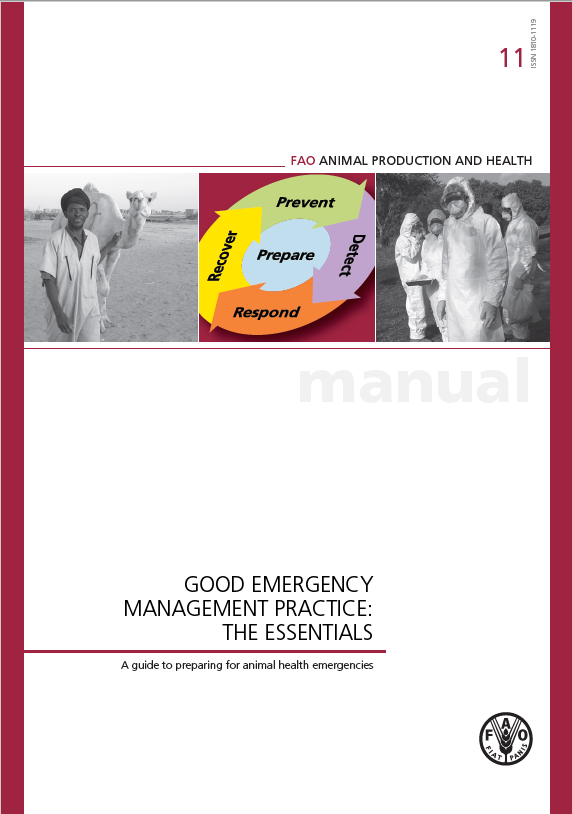 11
ISSN 1810-1119
FAO ANIMAL PRODUCTION AND HEALTH
Prevent
Detect
Prepare
Recover
Respond
manual
GOOD EMERGENCY
MANAGEMENT PRACTICE:
THE ESSENTIALS
A guide to preparing for animal health emergencies
F A O
FIAT PANIS